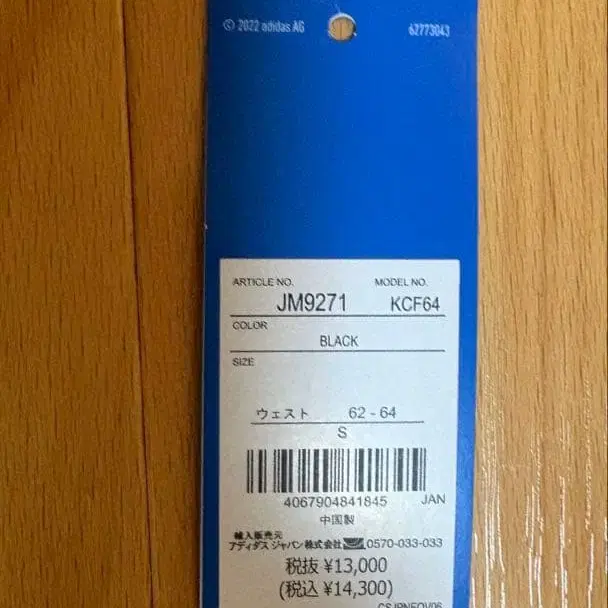 © 2022 adidas AG 62773043
ARTICLE NO. MODEL NO.
JM9271 KCF64
COLOR
BLACK
SIZE
ウェスト 62 - 64
S
4067904841845 JAN
中国製
輸入販売元
アディダス ジャパン株式会社 0570-033-033
税抜 ¥13,000
(税込 ¥14,300)
CSJPNEOV06